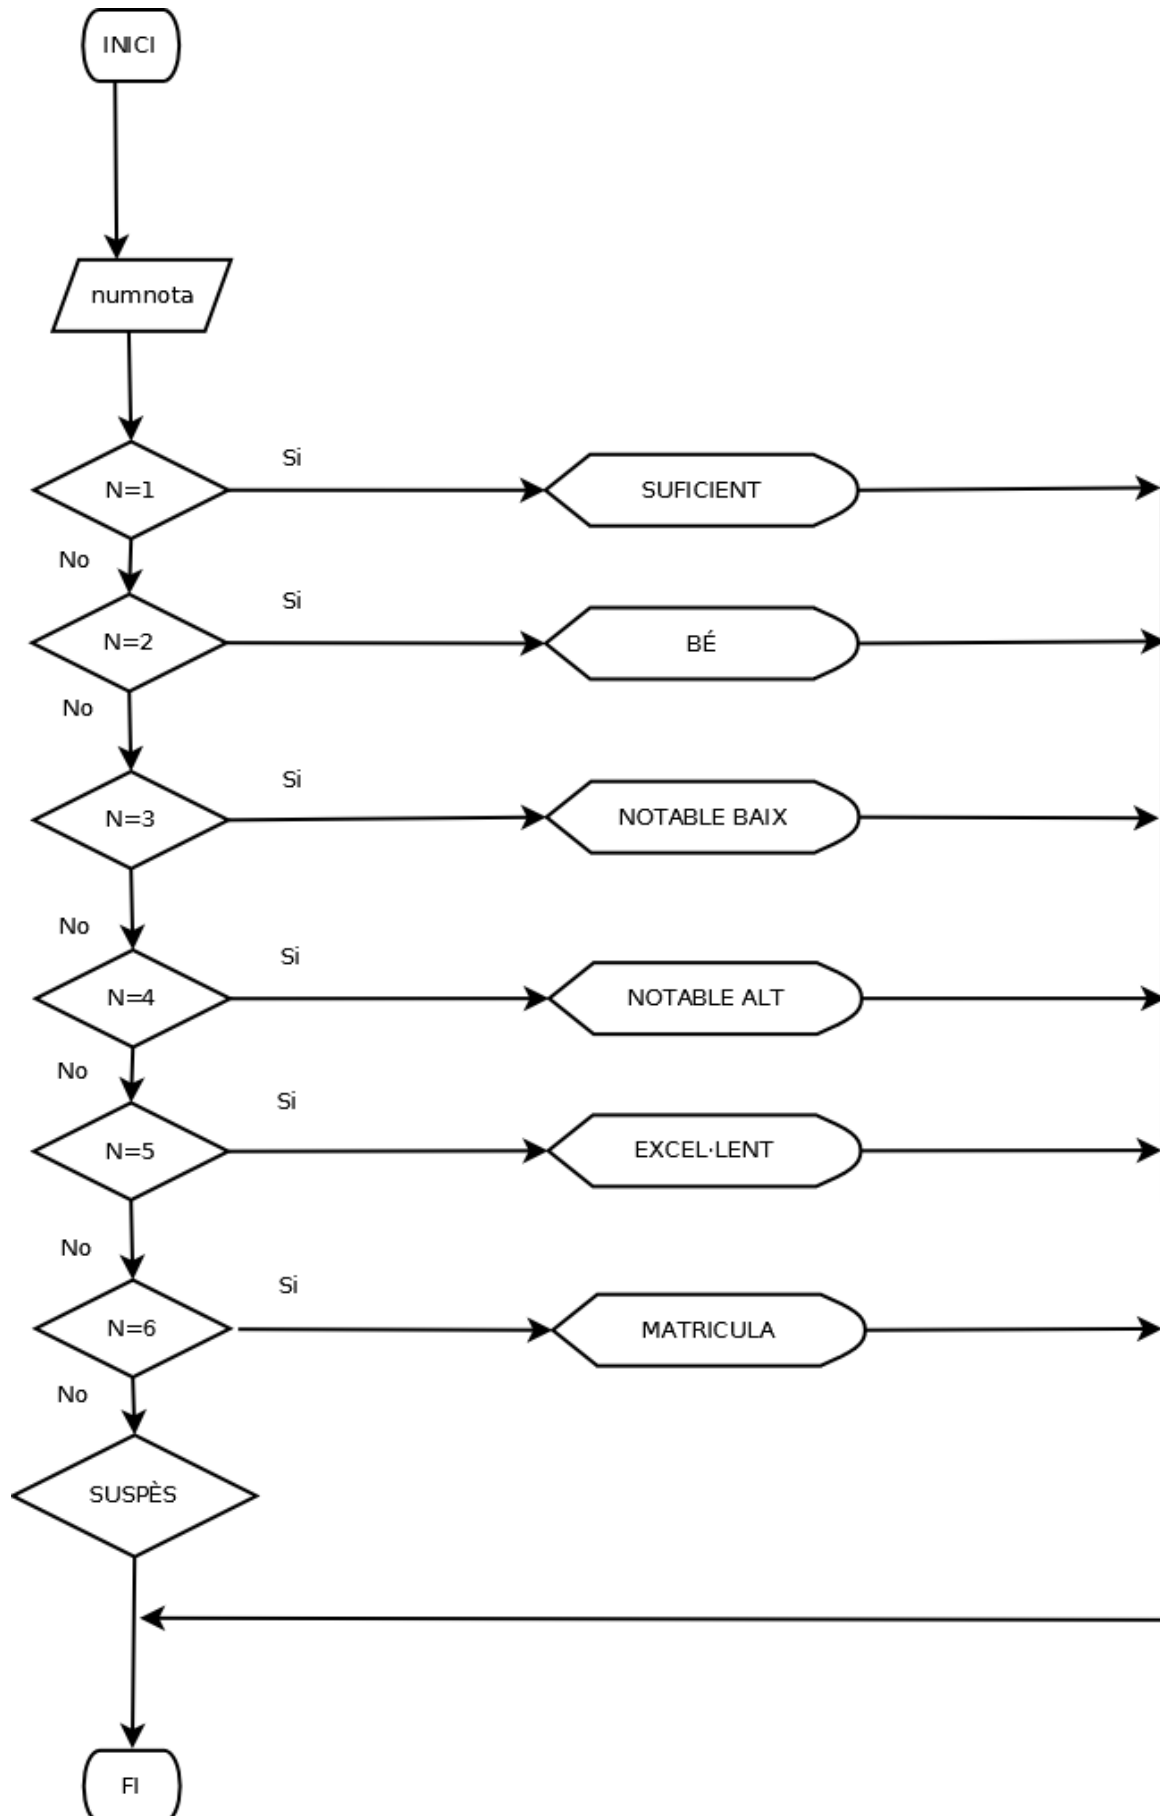 INICI
numnota
N=1
Si
SUFICIENT
No
N=2
Si
BÉ
No
N=3
Si
NOTABLE BAIX
No
N=4
Si
NOTABLE ALT
No
N=5
Si
EXCEL·LENT
No
N=6
Si
MATRICULA
No
SUSPÈS
FI